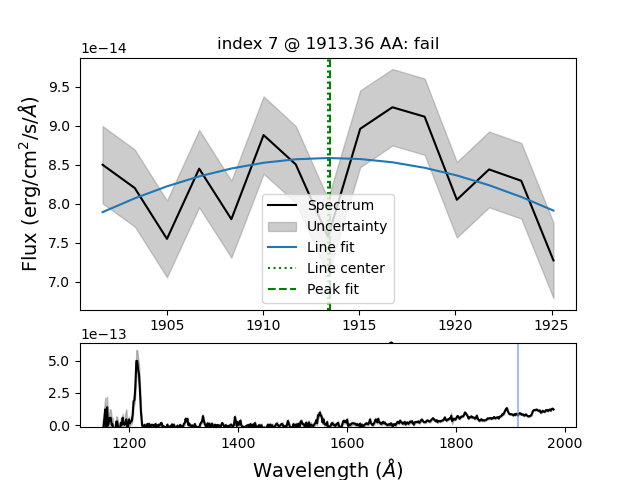 index 7 @ 1913.36 AA: fail
1e−14
Flux (erg/cm²/s/Å)
9.5
9.0
8.5
8.0
7.5
7.0
Spectrum
Uncertainty
Line fit
Line center
Peak fit
1905 1910 1915 1920 1925
1e−13
5.0
2.5
0.0
1200 1400 1600 1800 2000
Wavelength (Å)